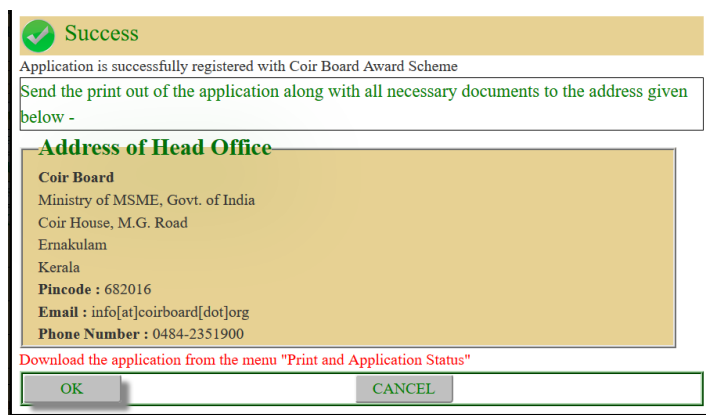 Success
Application is successfully registered with Coir Board Award Scheme
Send the print out of the application along with all necessary documents to the address given
below -
Address of Head Office
Coir Board
Ministry of MSME, Govt. of India
Coir House, M.G. Road
Ernakulam
Kerala
Pincode : 682016
Email : info[at]coirboard[dot]org
Phone Number : 0484-2351900
Download the application from the menu "Print and Application Status"
OK CANCEL